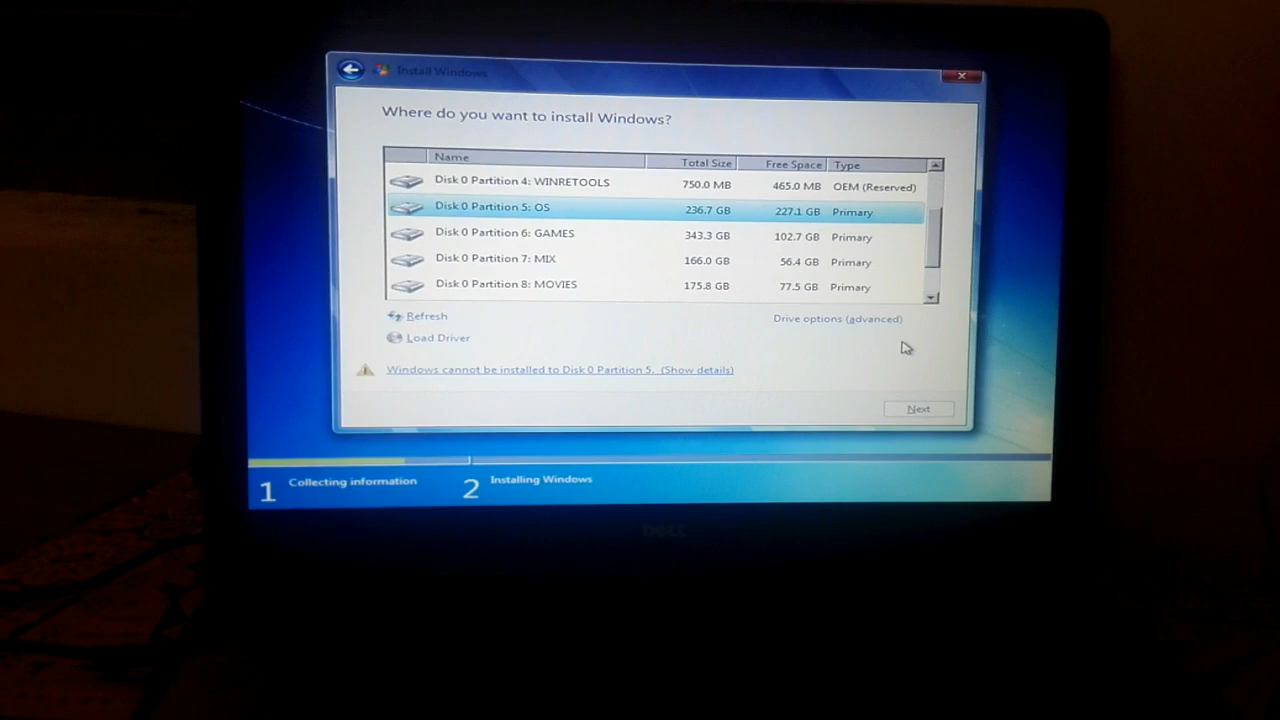 Install Windows
Where do you want to install Windows?
Name Total Size Free Space Type
Disk 0 Partition 4: WINRETOOLS 750.0 MB 465.0 MB OEM (Reserved)
Disk 0 Partition 5: OS 236.7 GB 227.1 GB Primary
Disk 0 Partition 6: GAMES 343.3 GB 102.7 GB Primary
Disk 0 Partition 7: MIX 166.0 GB 56.4 GB Primary
Disk 0 Partition 8: MOVIES 175.8 GB 77.5 GB Primary
Refresh Drive options (advanced)
Load Driver
Windows cannot be installed to Disk 0 Partition 5. (Show details)
Next
1 Collecting information 2 Installing Windows
DELL